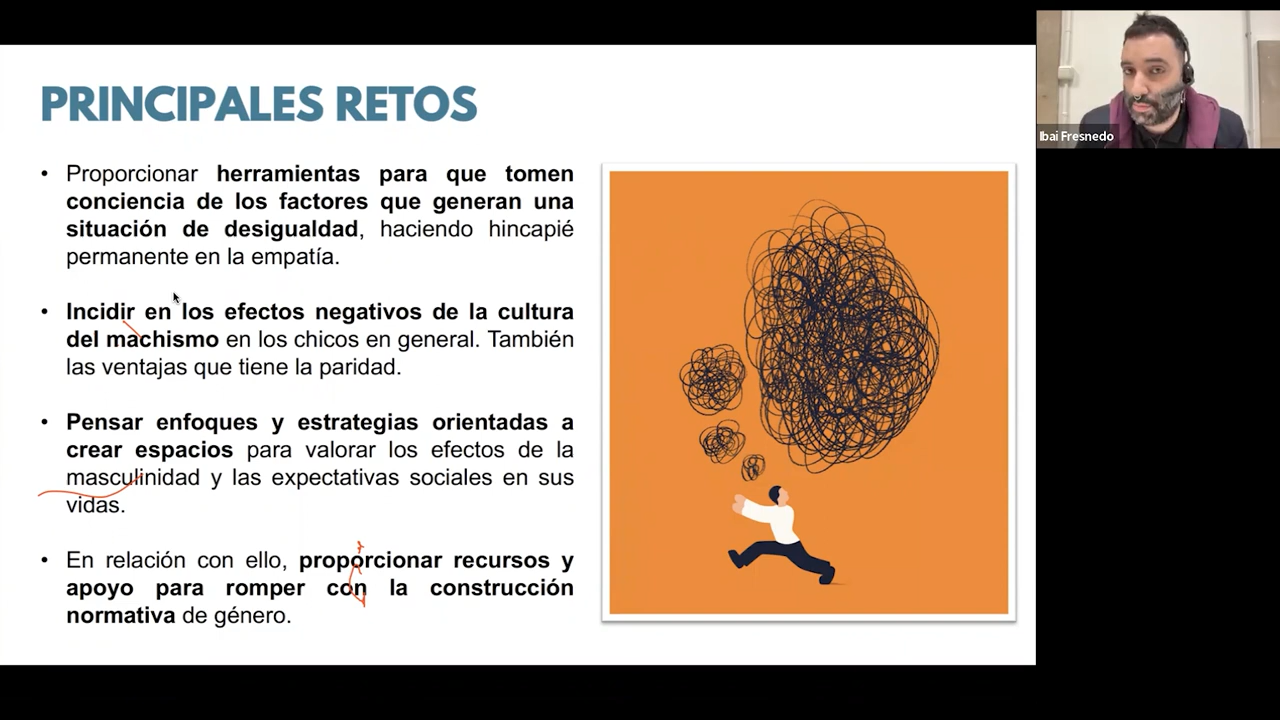 PRINCIPALES RETOS
• Proporcionar herramientas para que tomen
conciencia de los factores que generan una
situación de desigualdad, haciendo hincapié
permanente en la empatía.
• Incidir en los efectos negativos de la cultura
del machismo en los chicos en general. También
las ventajas que tiene la paridad.
• Pensar enfoques y estrategias orientadas a
crear espacios para valorar los efectos de la
masculinidad y las expectativas sociales en sus
vidas.
• En relación con ello, proporcionar recursos y
apoyo para romper con la construcción
normativa de género.
Ibai Fresnedo